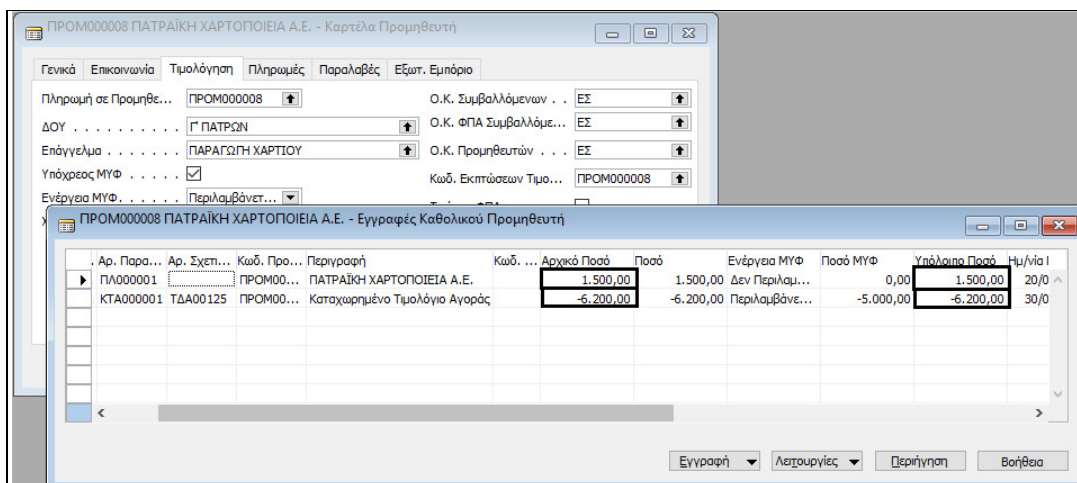 ΠΡΟΜ000008 ΠΑΤΡΑΪΚΗ ΧΑΡΤΟΠΟΙΕΙΑ Α.Ε. - Καρτέλα Προμηθευτή
Γενικά Επικοινωνία Τιμολόγηση Πληρωμές Παραλαβές Εξωτ. Εμπόριο
Πληρωμή σε Προμηθε... ΠΡΟΜ000008 Ο.Κ. Συμβαλλόμενων . . ΕΣ
ΔΟΥ . . . . . . . . . . Γ' ΠΑΤΡΩΝ Ο.Κ. ΦΠΑ Συμβαλλόμε... ΕΣ
Επάγγελμα . . . . . . . ΠΑΡΑΓΩΓΗ ΧΑΡΤΙΟΥ Ο.Κ. Προμηθευτών . . . ΕΣ
Υπόχρεος ΜΥΦ . . . . . Κωδ. Εκπτώσεων Τιμο... ΠΡΟΜ000008
Ενέργεια ΜΥΦ. . . . . . Περιλαμβάνετ...
ΠΡΟΜ000008 ΠΑΤΡΑΪΚΗ ΧΑΡΤΟΠΟΙΕΙΑ Α.Ε. - Εγγραφές Καθολικού Προμηθευτή
. Αρ. Παρα... Αρ. Σχετι... Κωδ. Προ... Περιγραφή Κωδ. ... Αρχικό Ποσό Ποσό Ενέργεια ΜΥΦ Ποσό ΜΥΦ Υπόλοιπο Ποσό Ημ/νία
ΠΛ000001 ΠΡΟΜ00... ΠΑΤΡΑΪΚΗ ΧΑΡΤΟΠΟΙΕΙΑ Α.Ε. 1.500,00 1.500,00 Δεν Περιλαμ... 0,00 1.500,00 20/0
ΚΤΑ000001 ΤΔΑ00125 ΠΡΟΜ00... Καταχωρημένο Τιμολόγιο Αγοράς -6.200,00 -6.200,00 Περιλαμβάνε... -5.000,00 -6.200,00 30/0
Εγγραφή Λειτουργίες Περιήγηση Βοήθεια